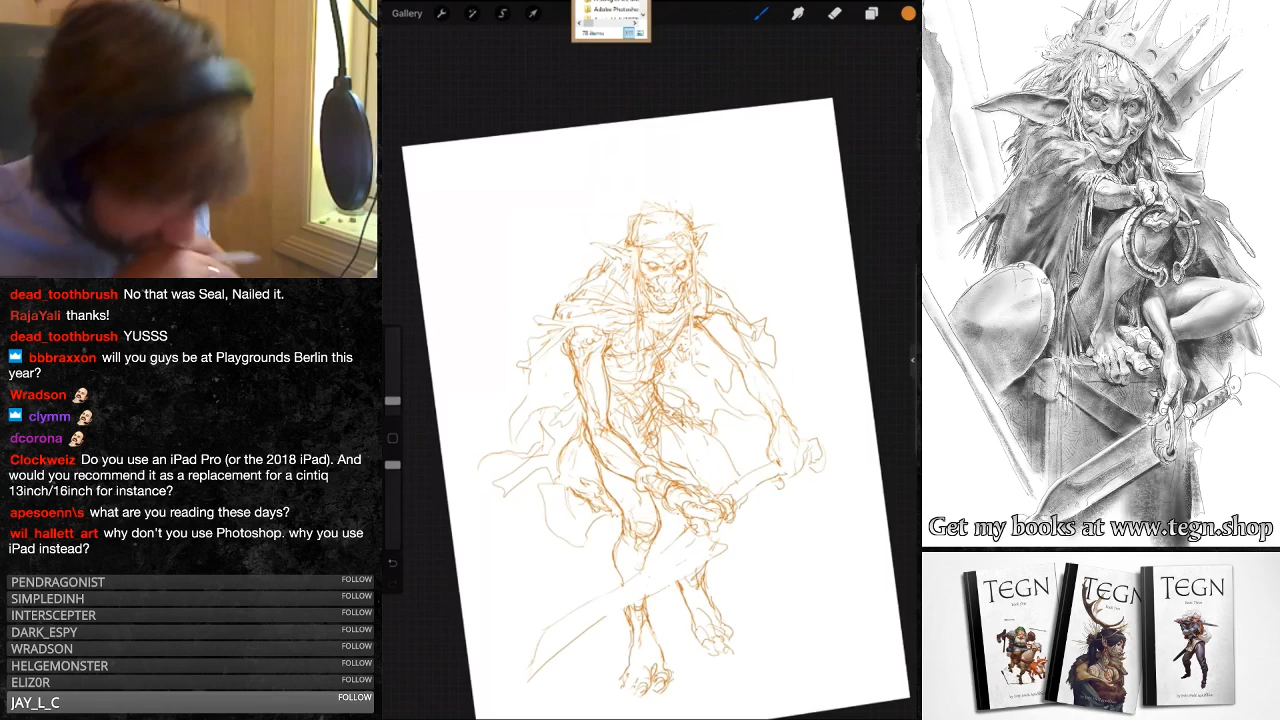 Gallery
Adobe Photosho
78 items
dead_toothbrush No that was Seal, Nailed it.
RajaYali thanks!
dead_toothbrush YUSSS
bbbraxxon will you guys be at Playgrounds Berlin this
year?
Wradson
clymm
dcorona
Clockweiz Do you use an iPad Pro (or the 2018 iPad). And
would you recommend it as a replacement for a cintiq
13inch/16inch for instance?
apesoenn\s what are you reading these days?
wil_hallett_art why don't you use Photoshop. why you use
iPad instead?
PENDRAGONIST FOLLOW
SIMPLEDINH FOLLOW
INTERSCEPTER FOLLOW
DARK_ESPY FOLLOW
WRADSON FOLLOW
HELGEMONSTER FOLLOW
ELIZ0R FOLLOW
JAY_L_C FOLLOW
Get my books at www.tegn.shop
TEGN
TEGN
TEGN